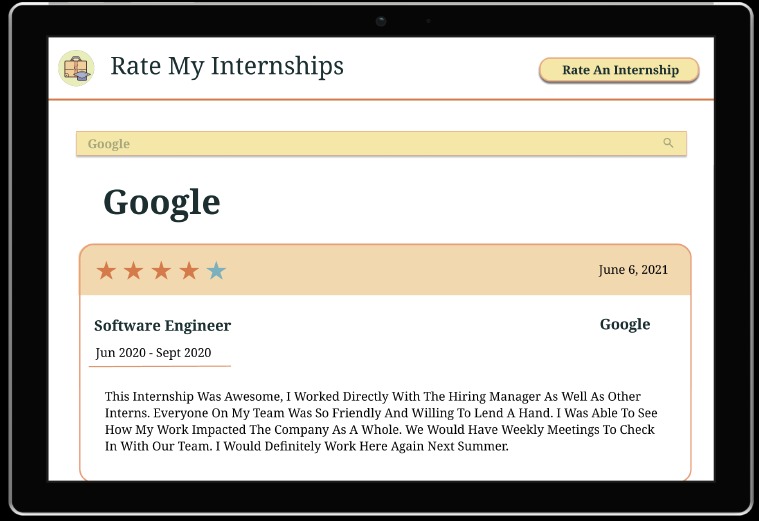 Rate My Internships
Rate An Internship
Google
Google
June 6, 2021
Software Engineer
Google
Jun 2020 - Sept 2020
This Internship Was Awesome, I Worked Directly With The Hiring Manager As Well As Other
Interns. Everyone On My Team Was So Friendly And Willing To Lend A Hand. I Was Able To See
How My Work Impacted The Company As A Whole. We Would Have Weekly Meetings To Check
In With Our Team. I Would Definitely Work Here Again Next Summer.